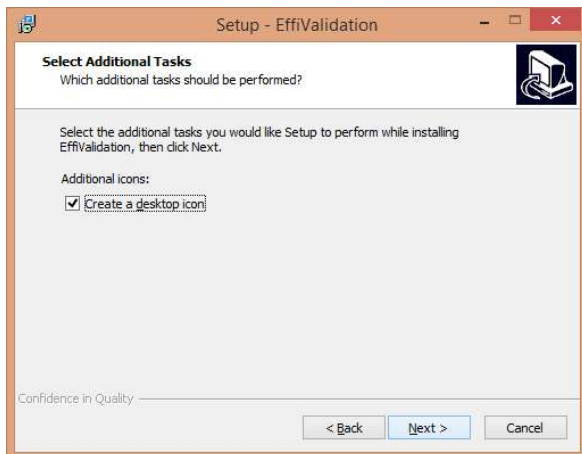 Setup - EffiValidation
Select Additional Tasks
Which additional tasks should be performed?
Select the additional tasks you would like Setup to perform while installing
EffiValidation, then click Next.
Additional icons:
Create a desktop icon
Confidence in Quality
< Back Next > Cancel